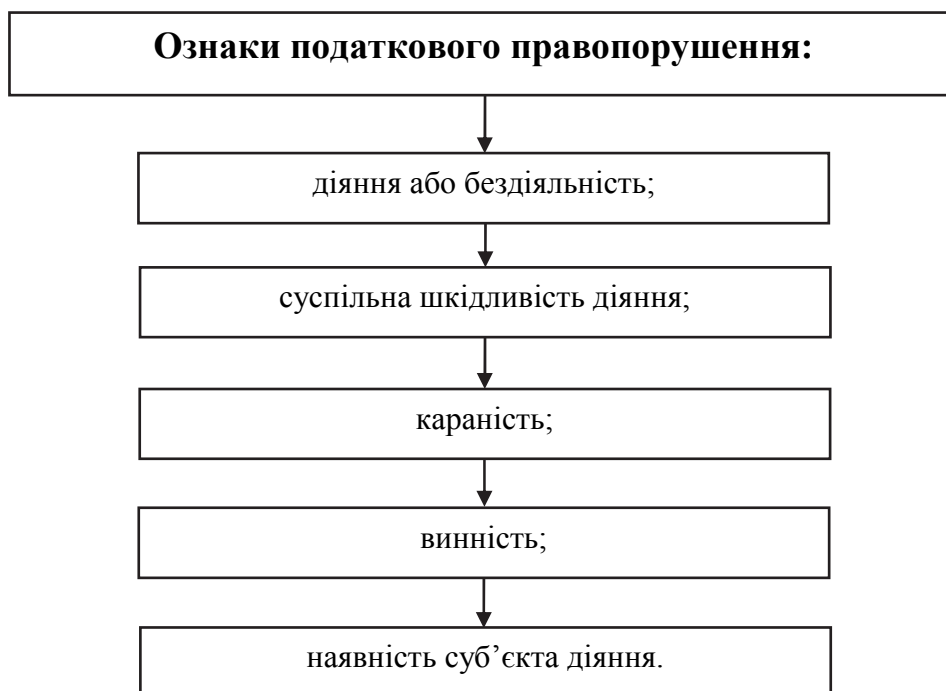 Ознаки податкового правопорушення:
діяння або бездіяльність;
суспільна шкідливість діяння;
караність;
винність;
наявність суб’єкта діяння.